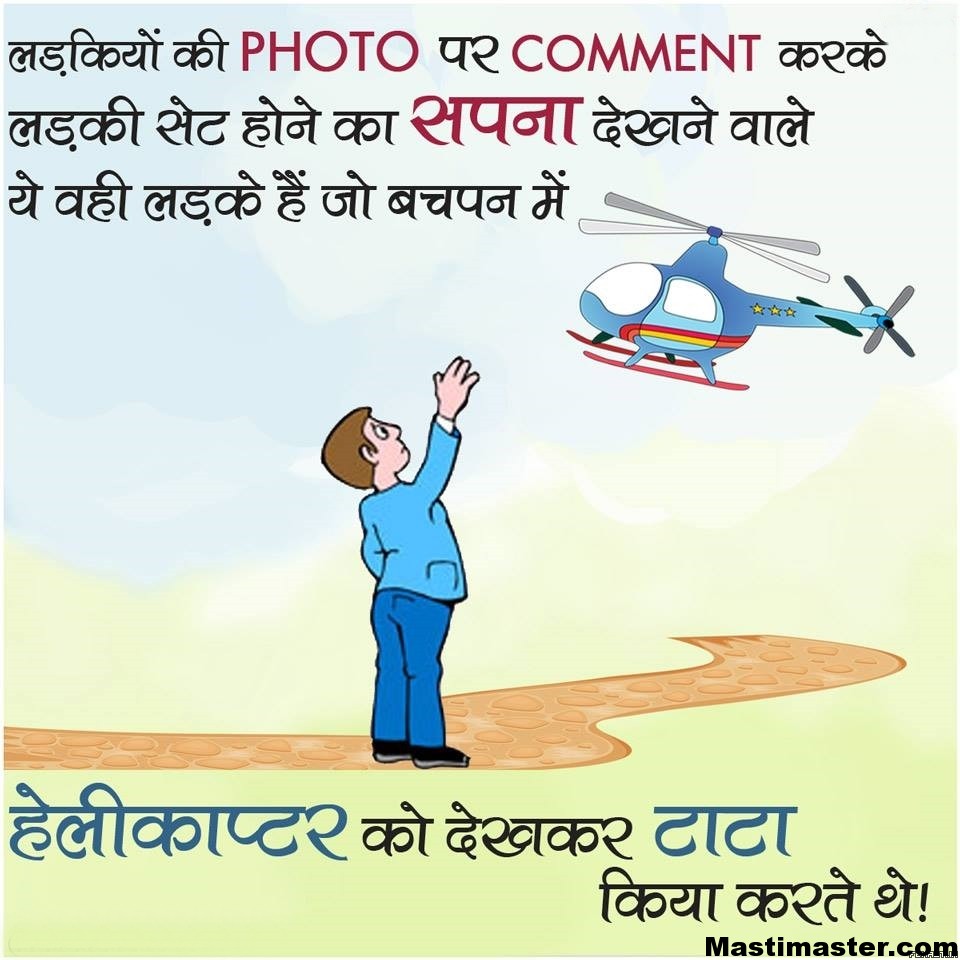 लड़कियों की PHOTO पर COMMENT करके
लड़की सेट होने का सपना देखने वाले
ये वही लड़के हैं जो बचपन में
हेलीकाप्टर को देखकर टाटा
किया करते थे!
Mastimaster.com